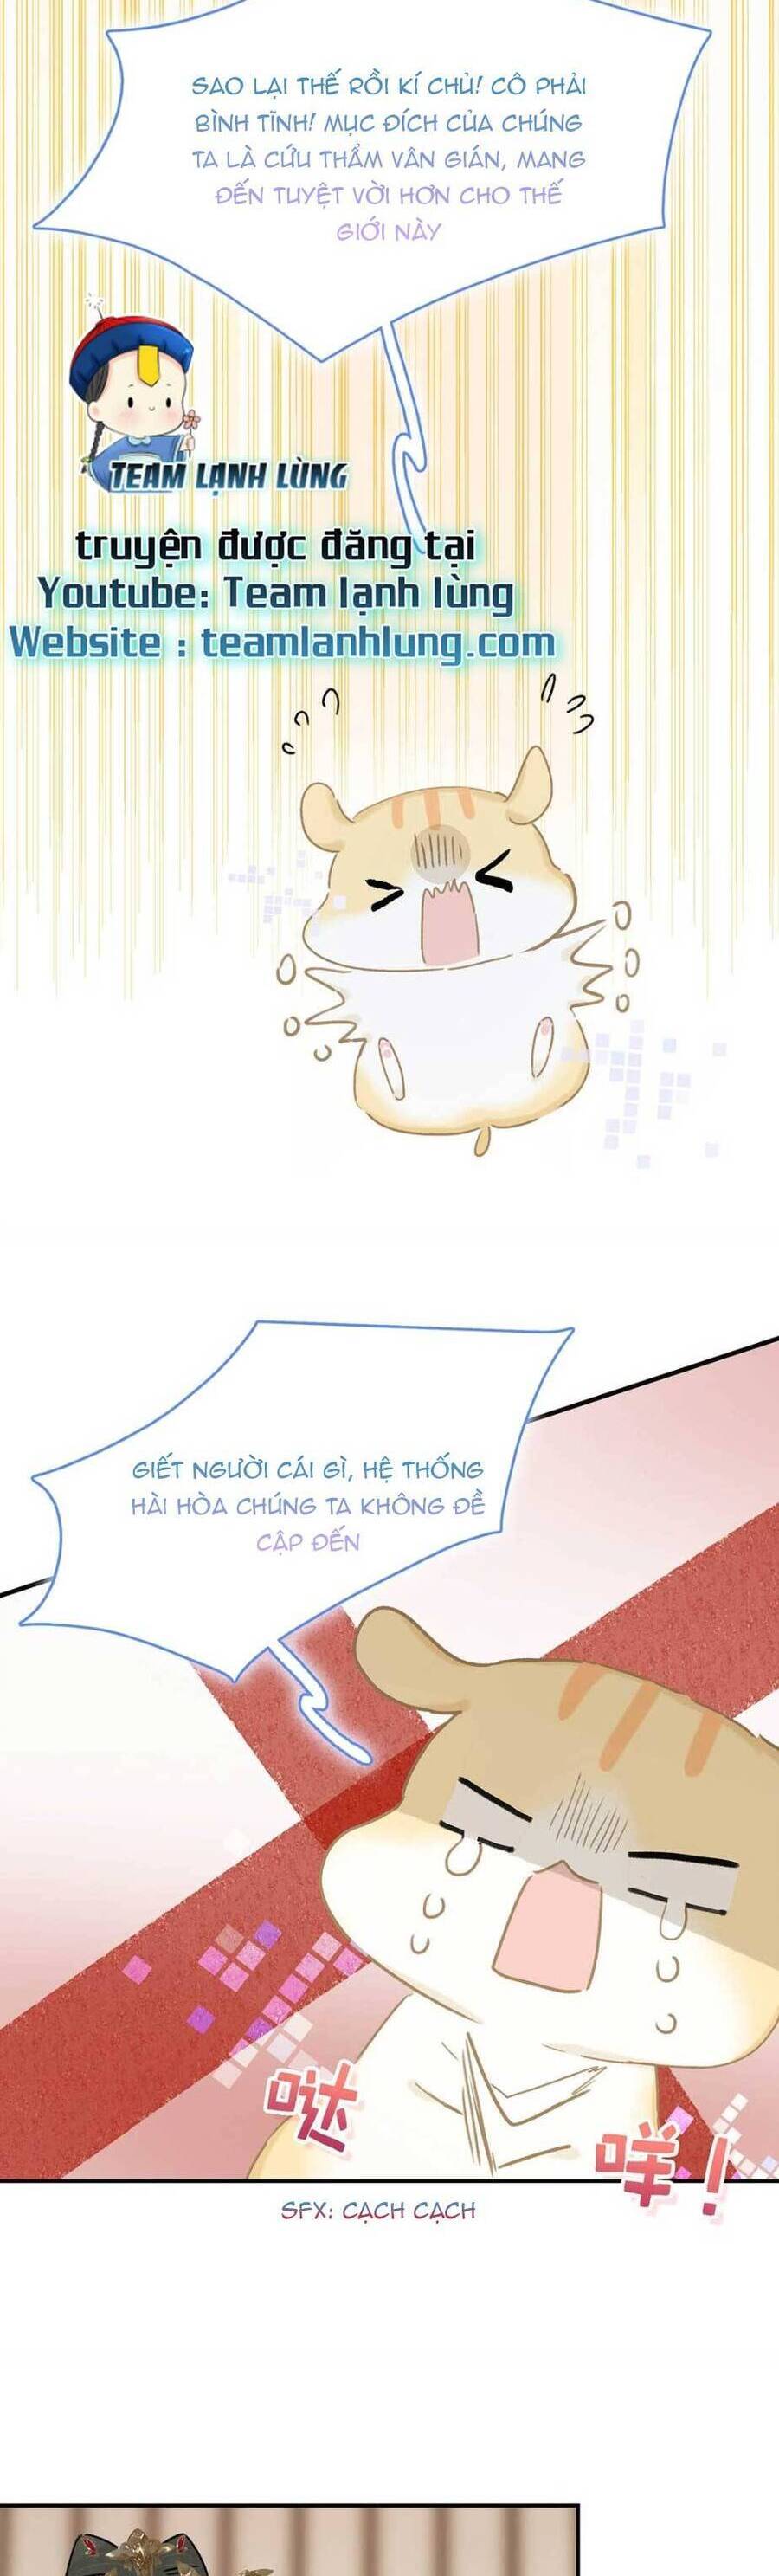 SAO LẠI THẾ RỒI KÍ CHỦ! CÔ PHẢI
BÌNH TĨNH! MỤC ĐÍCH CỦA CHÚNG
TA LÀ CỨU THẨM VÂN GIÁN, MANG
ĐẾN TUYỆT VỜI HƠN CHO THẾ
GIỚI NÀY
TEAM LẠNH LÙNG
truyện được đăng tại
Youtube: Team lạnh lùng
Website : teamlanhlung.com
GIẾT NGƯỜI CÁI GÌ, HỆ THỐNG
HÀI HÒA CHÚNG TA KHÔNG ĐỀ
CẬP ĐẾN
哒
咩!
SFX: CẠCH CẠCH